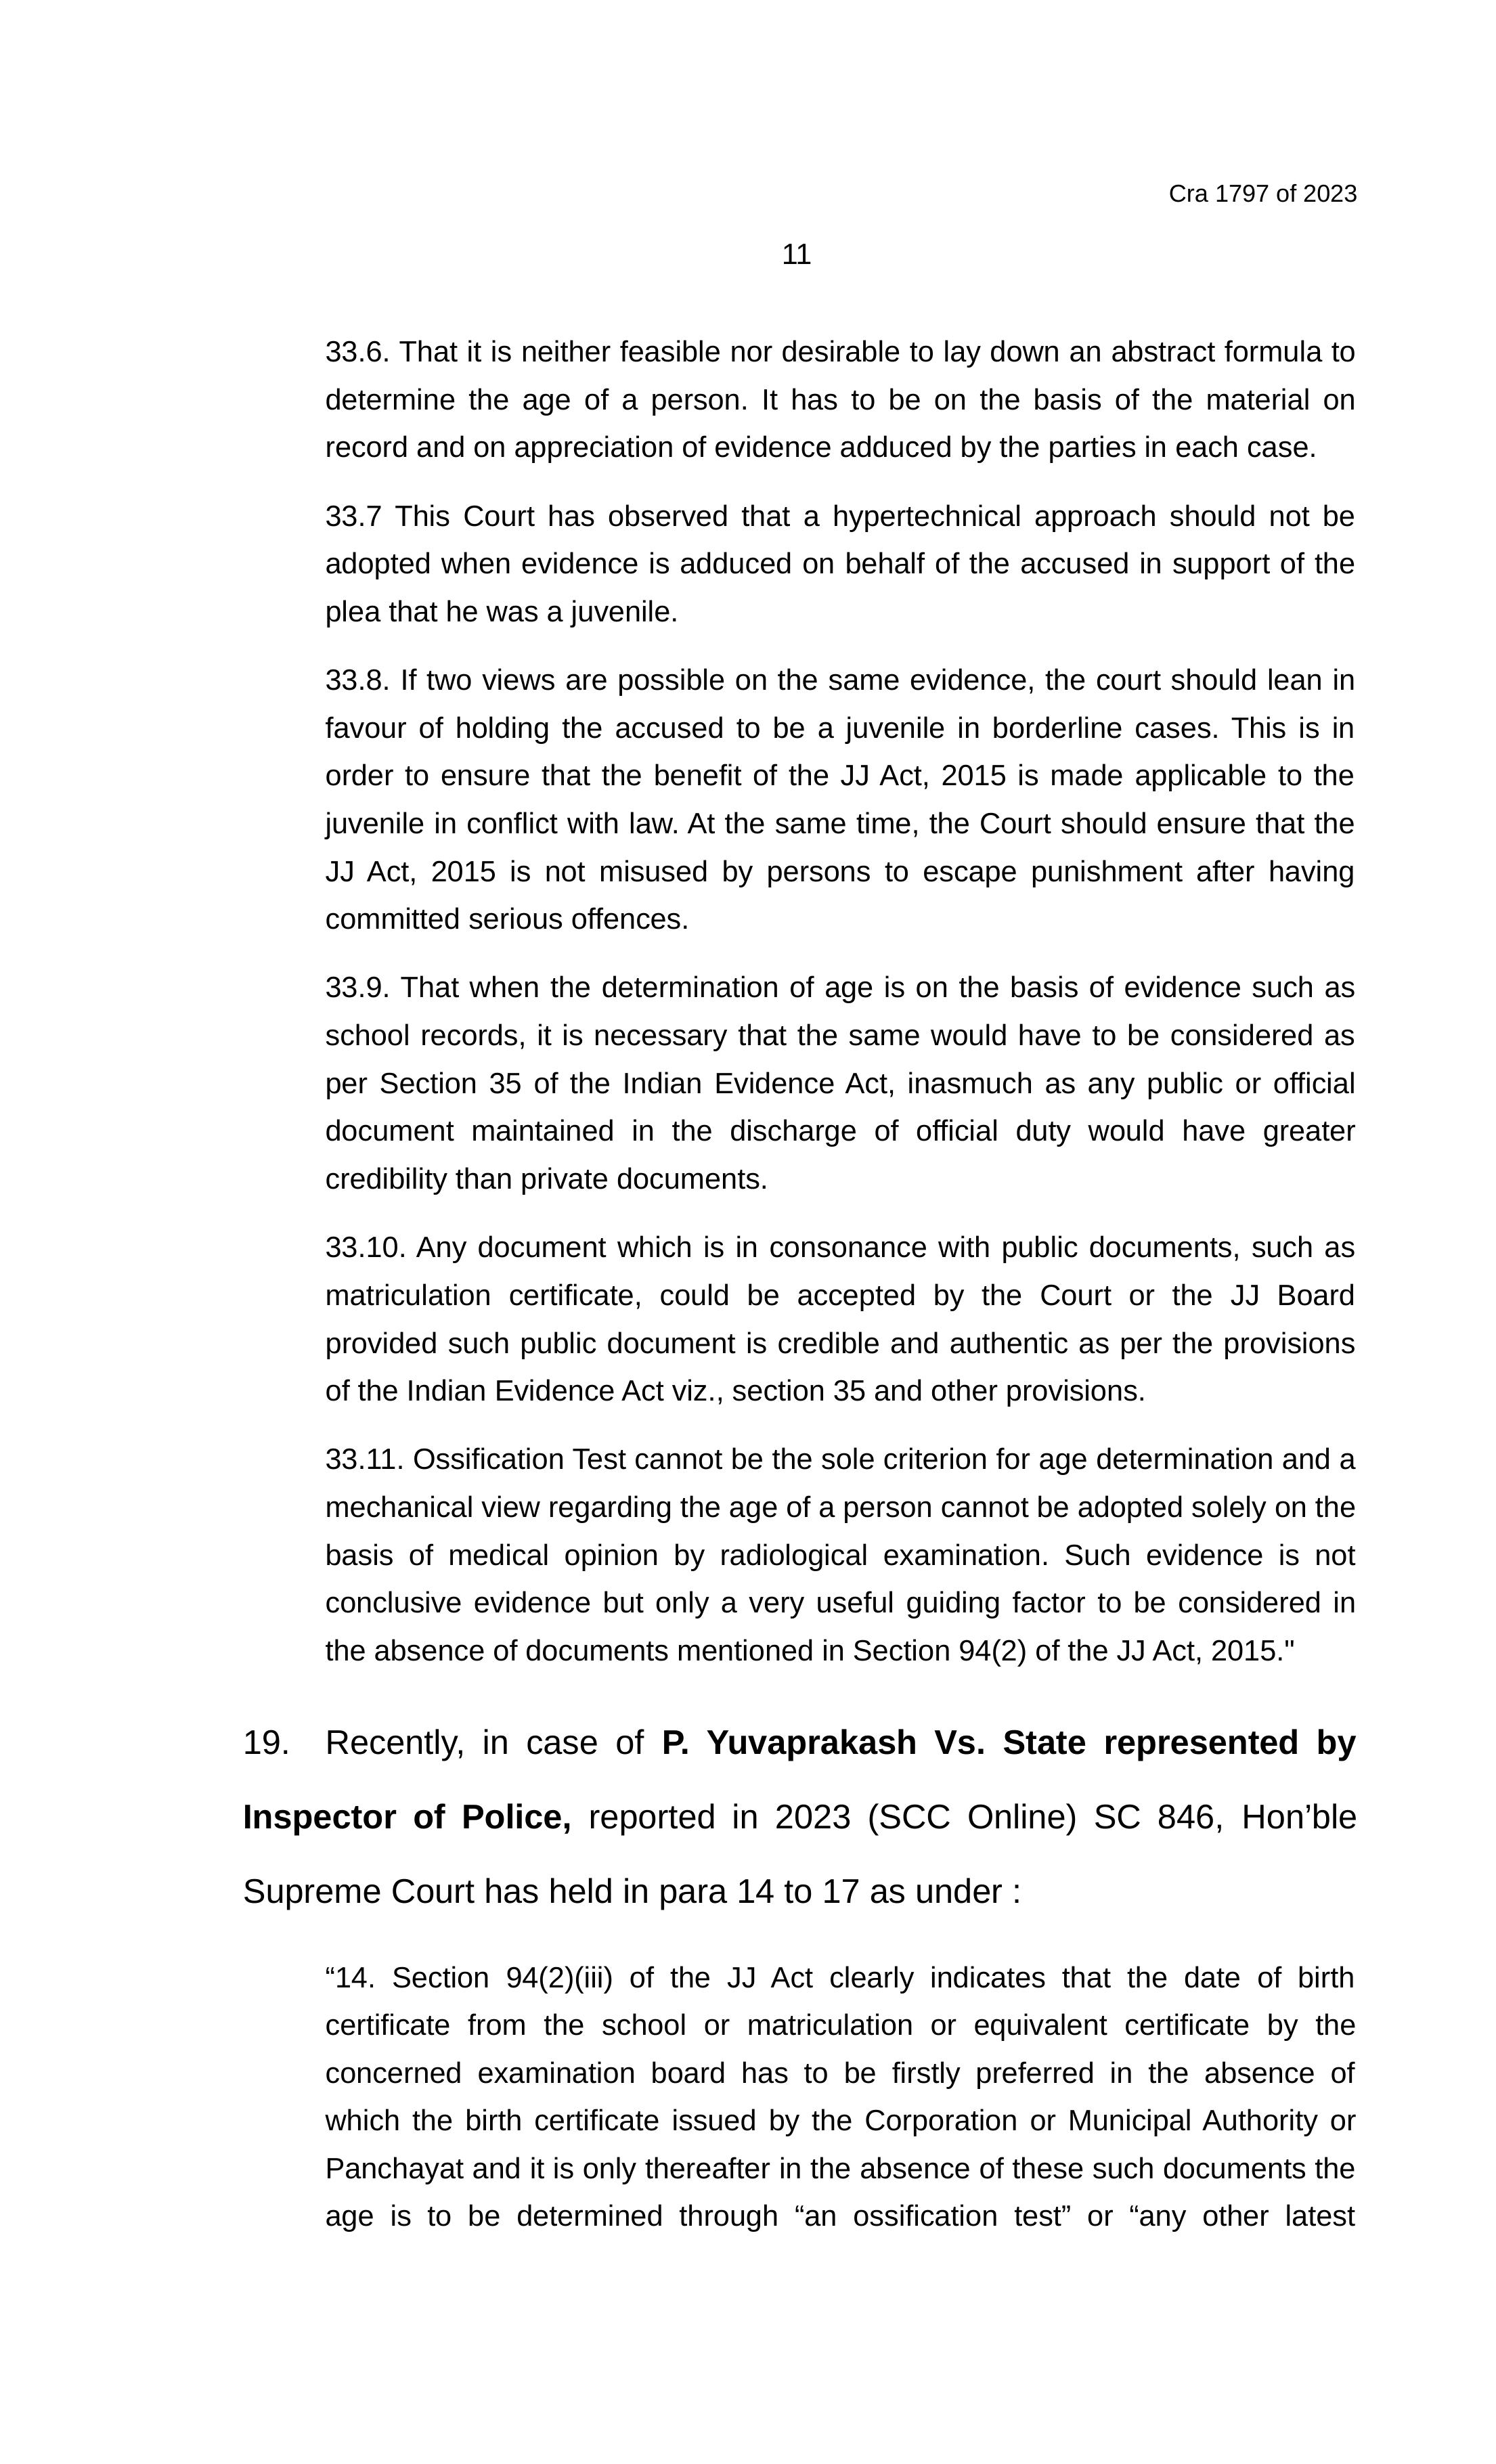 Cra 1797 of 2023
11
33.6. That it is neither feasible nor desirable to lay down an abstract formula to
determine the age of a person. It has to be on the basis of the material on
record and on appreciation of evidence adduced by the parties in each case.
33.7 This Court has observed that a hypertechnical approach should not be
adopted when evidence is adduced on behalf of the accused in support of the
plea that he was a juvenile.
33.8. If two views are possible on the same evidence, the court should lean in
favour of holding the accused to be a juvenile in borderline cases. This is in
order to ensure that the benefit of the JJ Act, 2015 is made applicable to the
juvenile in conflict with law. At the same time, the Court should ensure that the
JJ Act, 2015 is not misused by persons to escape punishment after having
committed serious offences.
33.9. That when the determination of age is on the basis of evidence such as
school records, it is necessary that the same would have to be considered as
per Section 35 of the Indian Evidence Act, inasmuch as any public or official
document maintained in the discharge of official duty would have greater
credibility than private documents.
33.10. Any document which is in consonance with public documents, such as
matriculation certificate, could be accepted by the Court or the JJ Board
provided such public document is credible and authentic as per the provisions
of the Indian Evidence Act viz., section 35 and other provisions.
33.11. Ossification Test cannot be the sole criterion for age determination and a
mechanical view regarding the age of a person cannot be adopted solely on the
basis of medical opinion by radiological examination. Such evidence is not
conclusive evidence but only a very useful guiding factor to be considered in
the absence of documents mentioned in Section 94(2) of the JJ Act, 2015."
19. Recently, in case of P. Yuvaprakash Vs. State represented by
Inspector of Police, reported in 2023 (SCC Online) SC 846, Hon’ble
Supreme Court has held in para 14 to 17 as under :
“14. Section 94(2)(iii) of the JJ Act clearly indicates that the date of birth
certificate from the school or matriculation or equivalent certificate by the
concerned examination board has to be firstly preferred in the absence of
which the birth certificate issued by the Corporation or Municipal Authority or
Panchayat and it is only thereafter in the absence of these such documents the
age is to be determined through “an ossification test” or “any other latest